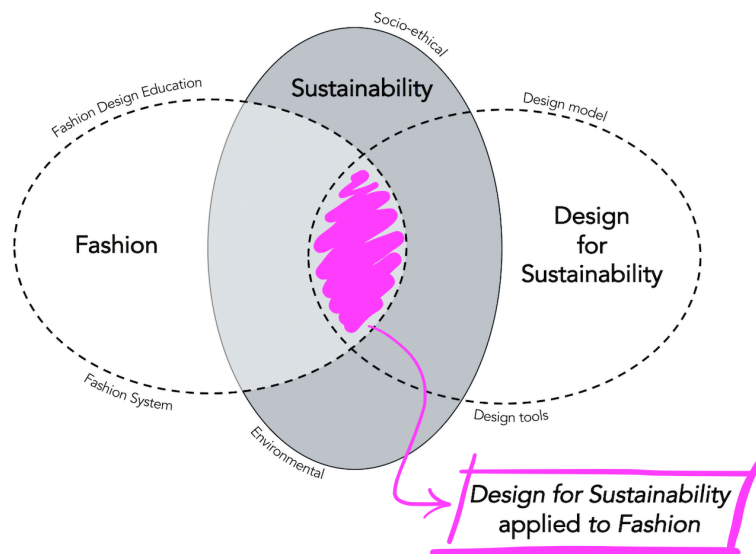 Socio-ethical
Sustainability
Fashion Design Education
Design model
Fashion
Design
for
Sustainability
Fashion System
Design tools
Environmental
Design for Sustainability
applied to Fashion